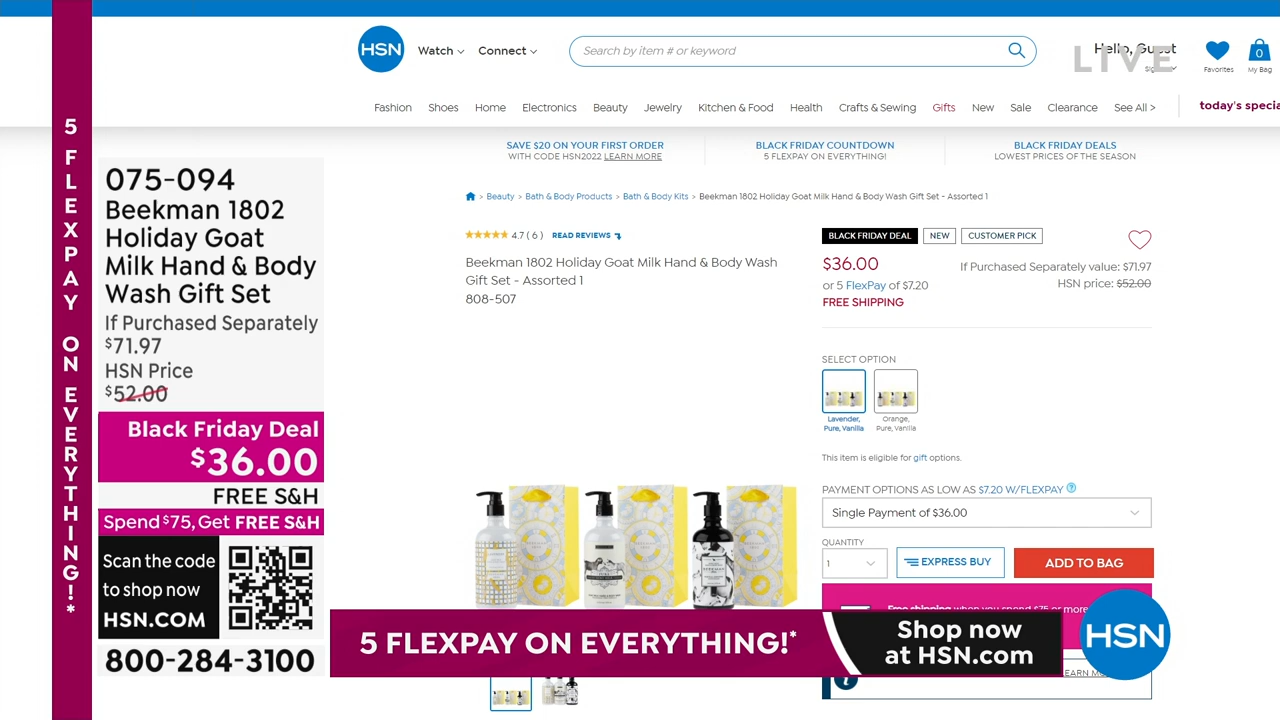 5 FLEXPAY ON EVERYTHING!*
075-094
Beekman 1802
Holiday Goat
Milk Hand & Body
Wash Gift Set
If Purchased Separately
$71.97
HSN Price
$52.00
Black Friday Deal
$36.00
FREE S&H
Spend $75, Get FREE S&H
Scan the code
to shop now
HSN.COM
800-284-3100
HSN
Watch
Connect
Search by item # or keyword
Hello, Guest
LIVE
Favorites
0
My Bag
Fashion Shoes Home Electronics Beauty Jewelry Kitchen & Food Health Crafts & Sewing Gifts New Sale Clearance See All >
today's specia
SAVE $20 ON YOUR FIRST ORDER
WITH CODE HSN2022 LEARN MORE
BLACK FRIDAY COUNTDOWN
5 FLEXPAY ON EVERYTHING!
BLACK FRIDAY DEALS
LOWEST PRICES OF THE SEASON
> Beauty > Bath & Body Products > Bath & Body Kits > Beekman 1802 Holiday Goat Milk Hand & Body Wash Gift Set - Assorted 1
4.7 ( 6 ) READ REVIEWS
Beekman 1802 Holiday Goat Milk Hand & Body Wash
Gift Set - Assorted 1
808-507
BLACK FRIDAY DEAL NEW CUSTOMER PICK
$36.00
or 5 FlexPay of $7.20
FREE SHIPPING
If Purchased Separately value: $71.97
HSN price: $52.00
SELECT OPTION
Lavender,
Pure, Vanilla
Orange,
Pure, Vanilla
This item is eligible for gift options.
PAYMENT OPTIONS AS LOW AS $7.20 W/FLEXPAY
Single Payment of $36.00
QUANTITY
1
EXPRESS BUY
ADD TO BAG
Free shipping when you spend $75 or more
5 FLEXPAY ON EVERYTHING!*
Shop now
at HSN.com
HSN